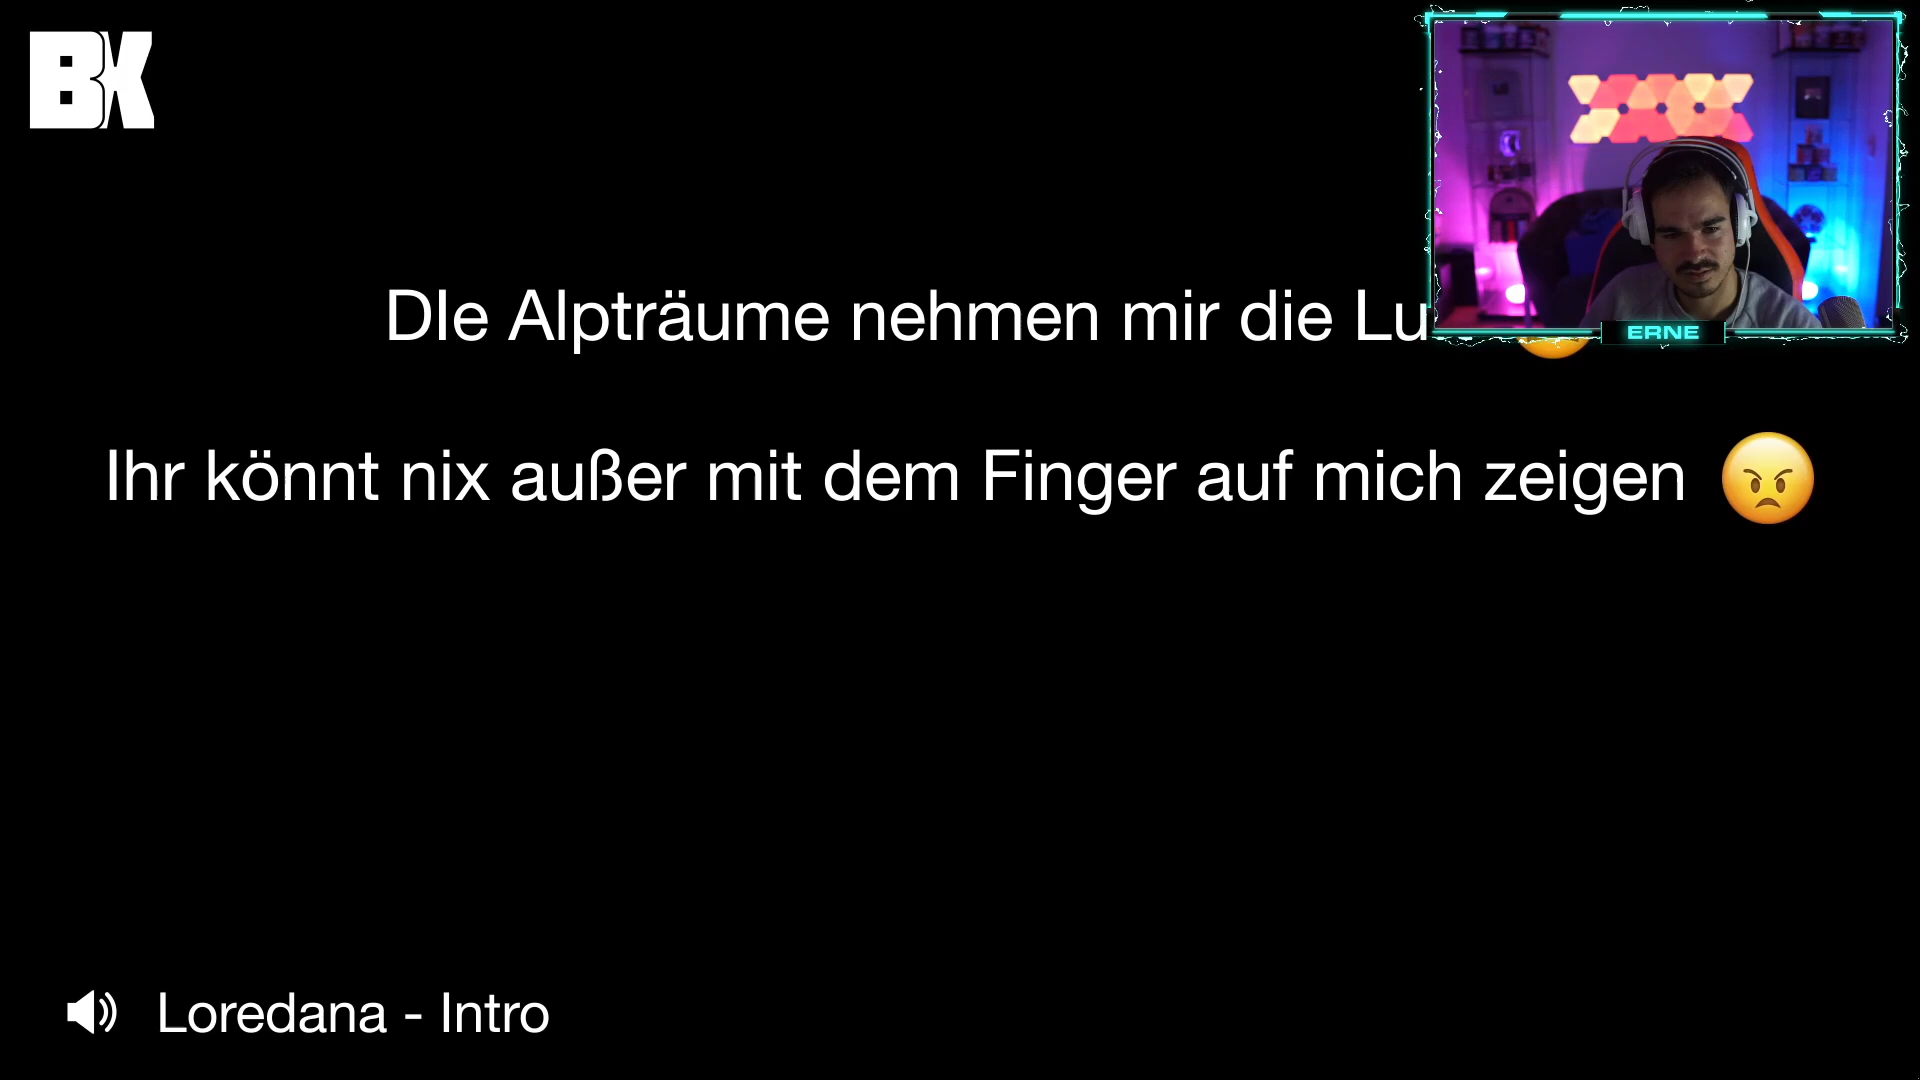 BK
DIe Alpträume nehmen mir die
ERNE
Ihr könnt nix außer mit dem Finger auf mich zeigen 😠
Loredana - Intro